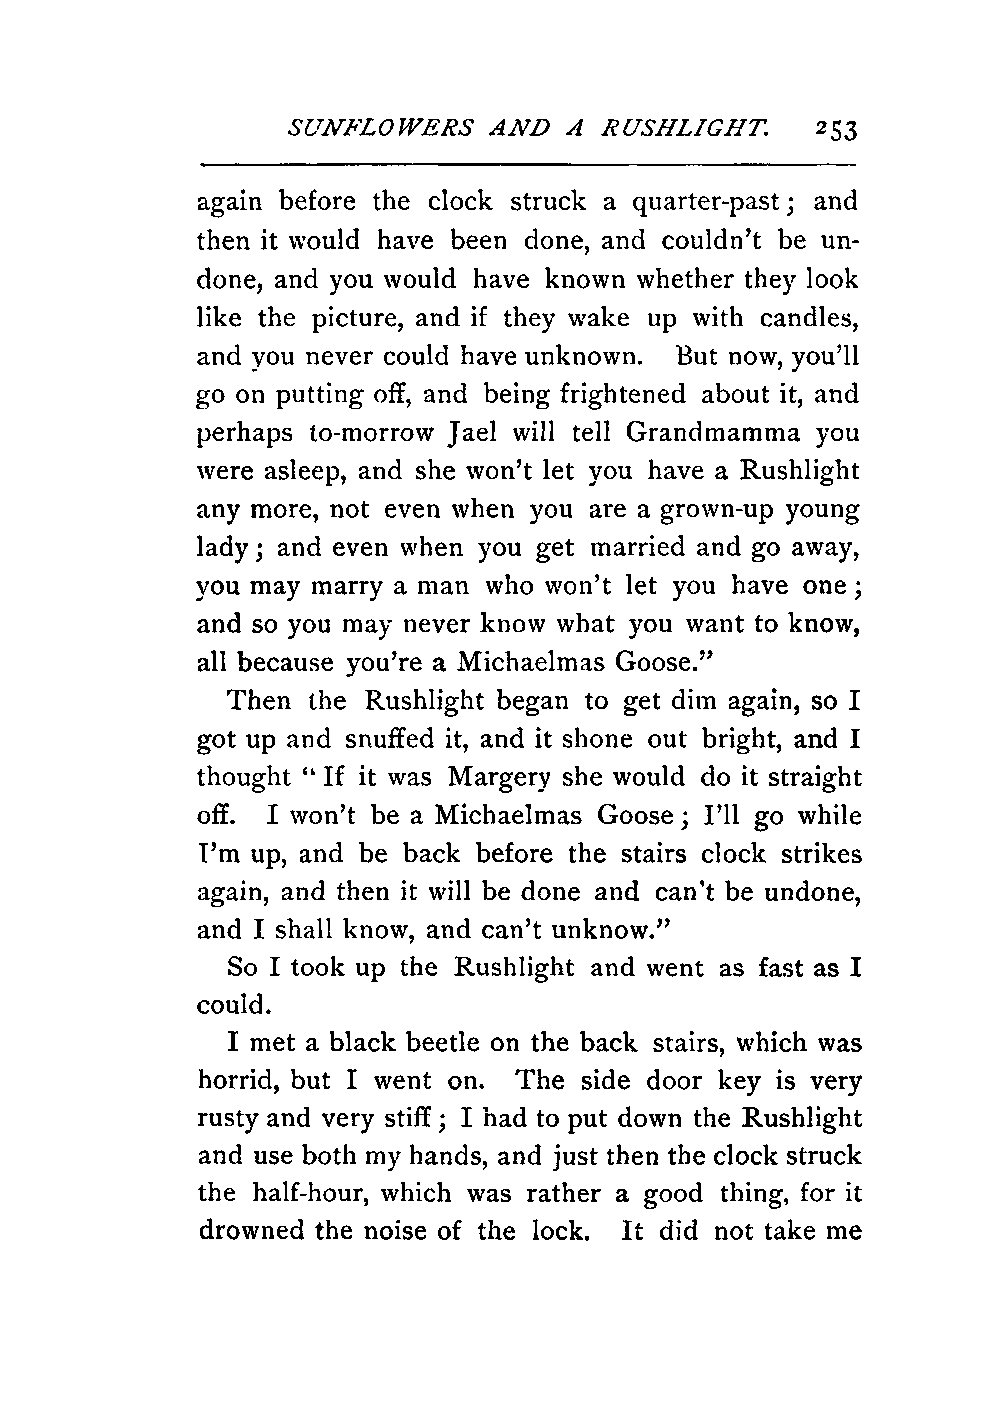 SUNFLOWERS AND A RUSHLIGHT. 253
again before the clock struck a quarter-past; and
then it would have been done, and couldn't be un-
done, and you would have known whether they look
like the picture, and if they wake up with candles,
and you never could have unknown. But now, you'll
go on putting off, and being frightened about it, and
perhaps to-morrow Jael will tell Grandmamma you
were asleep, and she won't let you have a Rushlight
any more, not even when you are a grown-up young
lady; and even when you get married and go away,
you may marry a man who won't let you have one;
and so you may never know what you want to know,
all because you're a Michaelmas Goose."
Then the Rushlight began to get dim again, so I
got up and snuffed it, and it shone out bright, and I
thought "If it was Margery she would do it straight
off. I won't be a Michaelmas Goose; I'll go while
I'm up, and be back before the stairs clock strikes
again, and then it will be done and can't be undone,
and I shall know, and can't unknow."
So I took up the Rushlight and went as fast as I
could.
I met a black beetle on the back stairs, which was
horrid, but I went on. The side door key is very
rusty and very stiff; I had to put down the Rushlight
and use both my hands, and just then the clock struck
the half-hour, which was rather a good thing, for it
drowned the noise of the lock. It did not take me